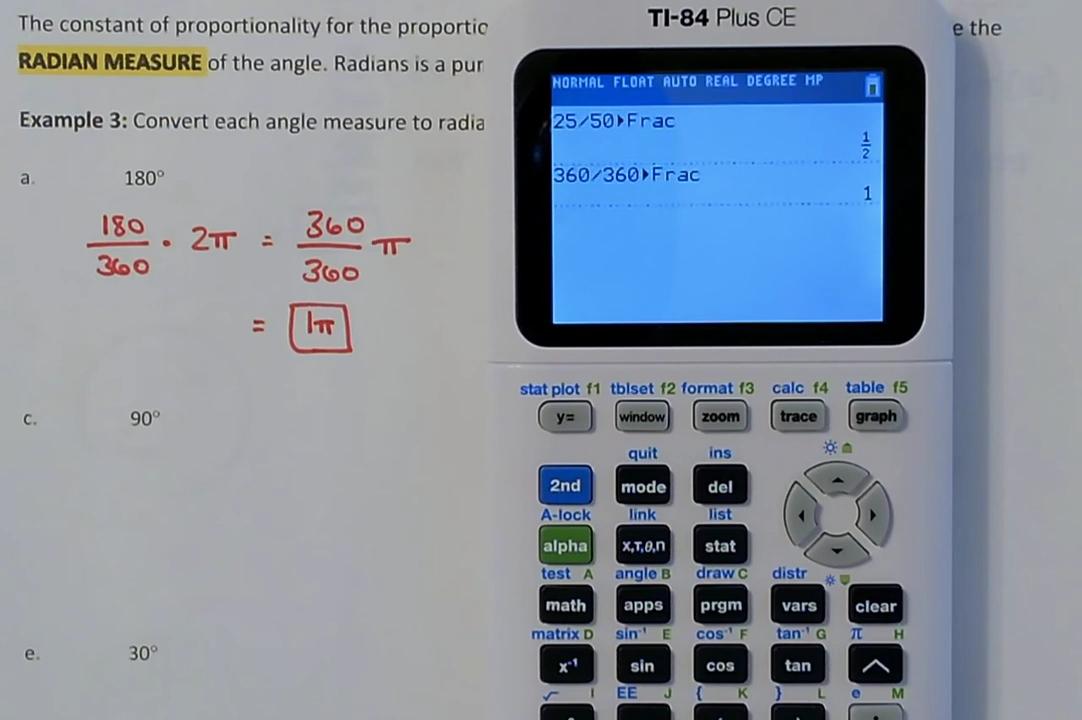 The constant of proportionality for the proportio
e the
RADIAN MEASURE of the angle. Radians is a pur
Example 3: Convert each angle measure to radia
a. 180°
180/360 · 2π = 360/360 π
= 1π
c. 90°
e. 30°
TI-84 Plus CE
NORMAL FLOAT AUTO REAL DEGREE MP
25/50▸Frac
1/2
360/360▸Frac
1
stat plot f1 tblset f2 format f3 calc f4 table f5
y= window zoom trace graph
quit ins
2nd mode del
A-lock link list
alpha X,T,θ,n stat
test A angle B draw C distr
math apps prgm vars clear
matrix D sin⁻¹ E cos⁻¹ F tan⁻¹ G π H
x⁻¹ sin cos tan ^
√ I EE J { K } L e M